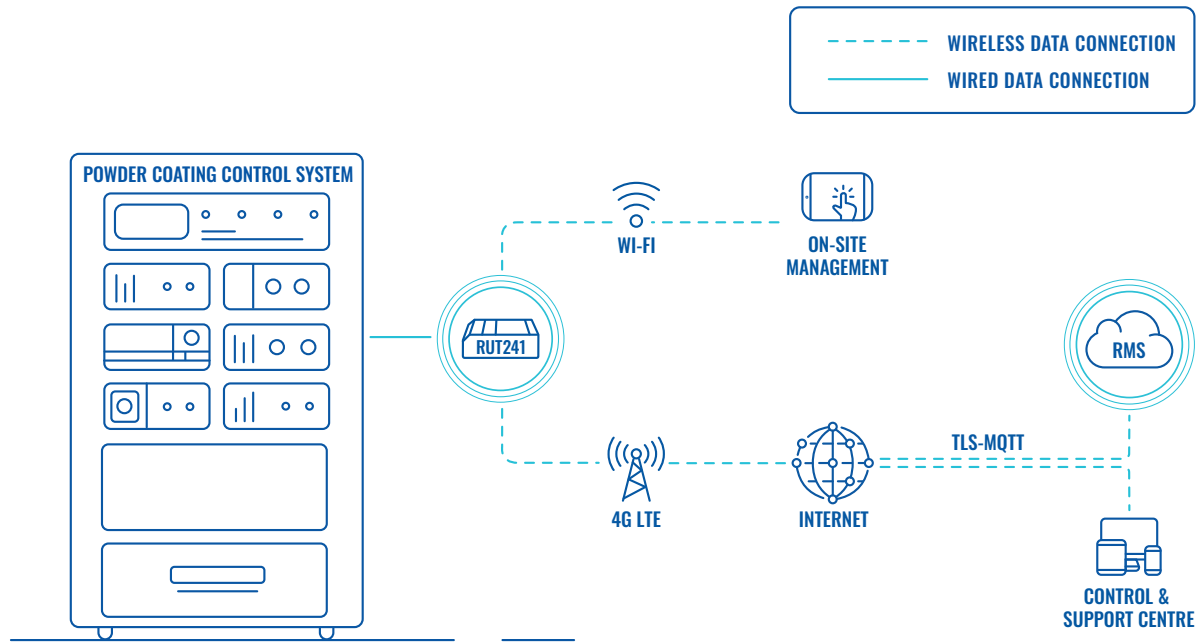 WIRELESS DATA CONNECTION
WIRED DATA CONNECTION
POWDER COATING CONTROL SYSTEM
WI-FI
ON-SITE
MANAGEMENT
RUT241
RMS
TLS-MQTT
4G LTE
INTERNET
CONTROL &
SUPPORT CENTRE